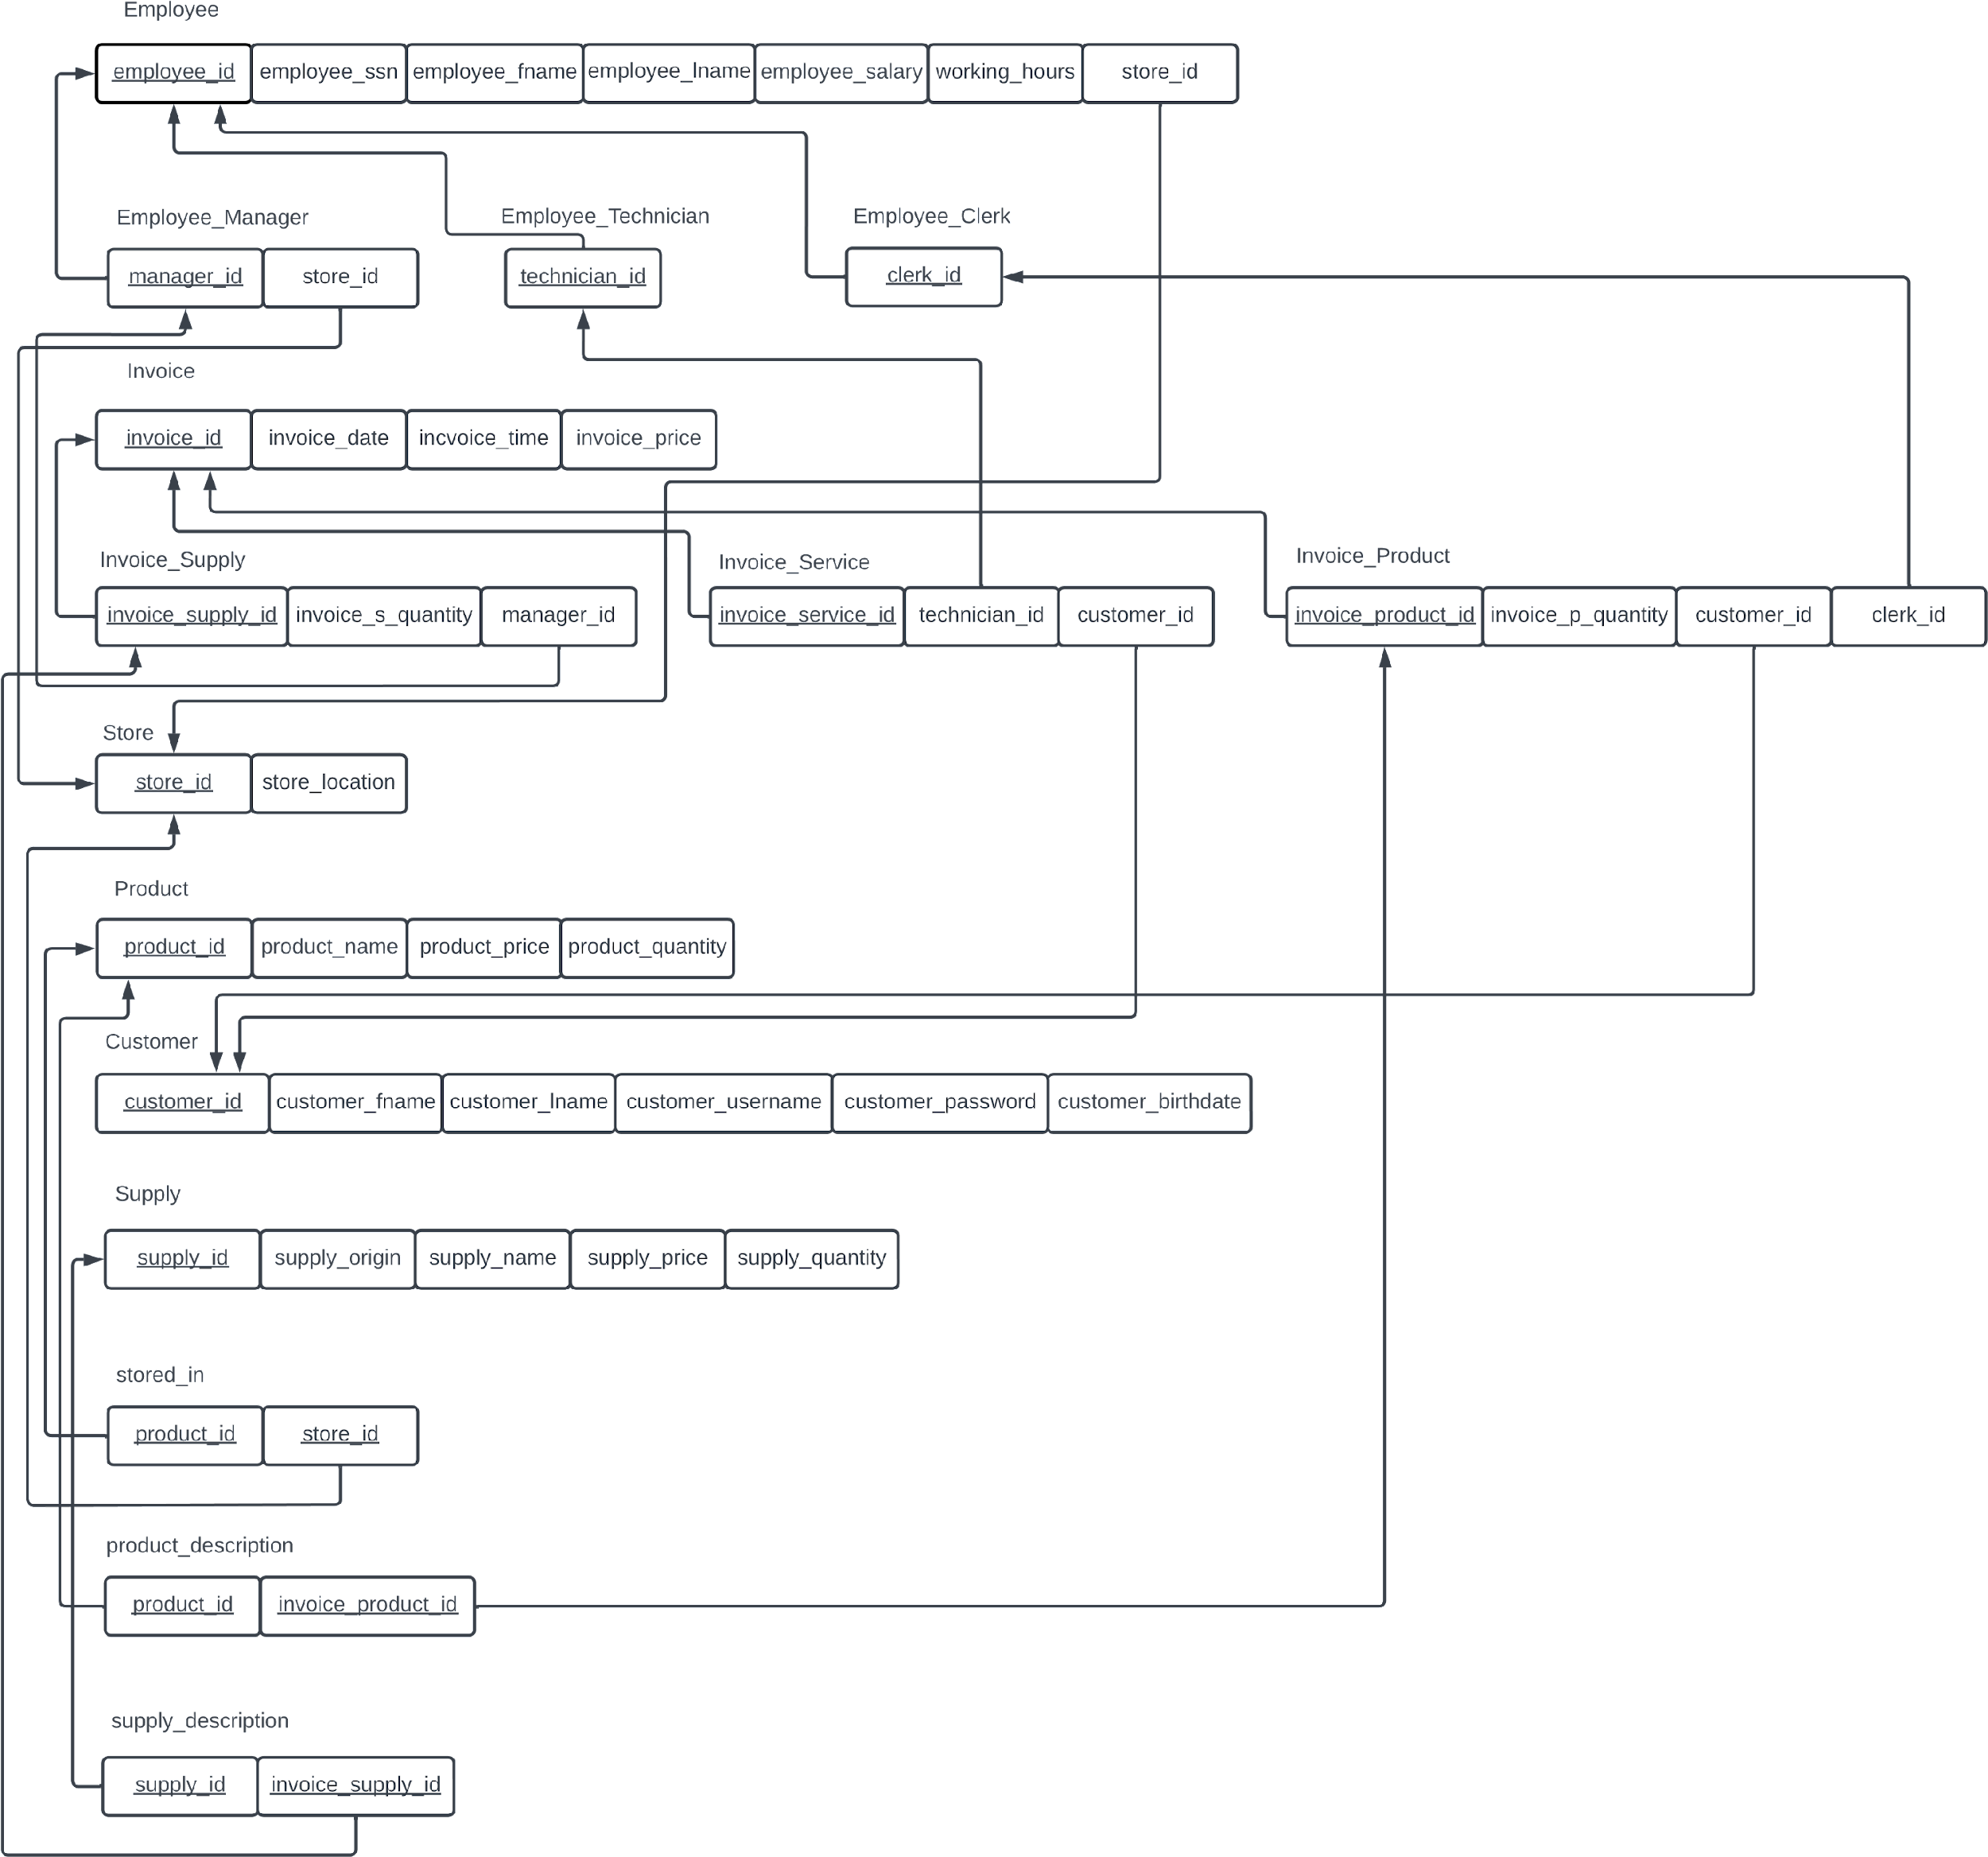 Employee
employee_id employee_ssn employee_fname employee_lname employee_salary working_hours store_id
Employee_Manager Employee_Technician Employee_Clerk
manager_id store_id technician_id clerk_id
Invoice
invoice_id invoice_date incvoice_time invoice_price
Invoice_Supply Invoice_Service Invoice_Product
invoice_supply_id invoice_s_quantity manager_id invoice_service_id technician_id customer_id invoice_product_id invoice_p_quantity customer_id clerk_id
Store
store_id store_location
Product
product_id product_name product_price product_quantity
Customer
customer_id customer_fname customer_lname customer_username customer_password customer_birthdate
Supply
supply_id supply_origin supply_name supply_price supply_quantity
stored_in
product_id store_id
product_description
product_id invoice_product_id
supply_description
supply_id invoice_supply_id